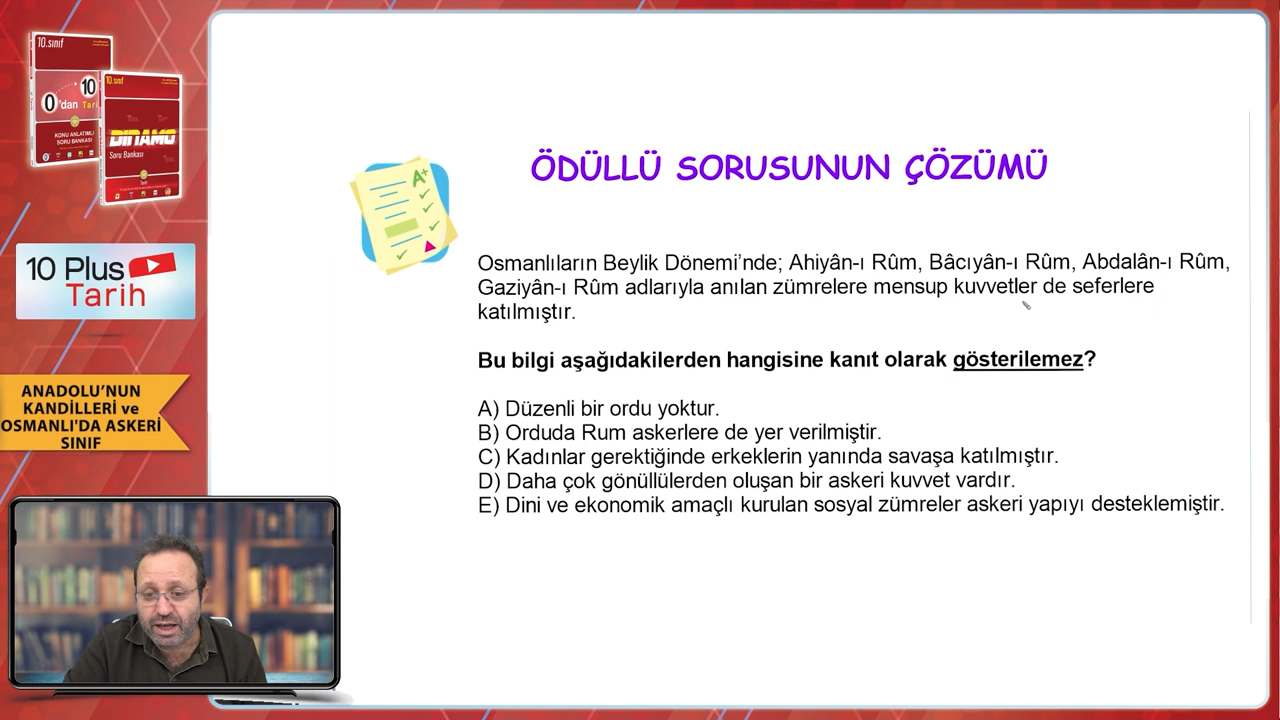 10.sınıf
0'dan 10
Tarih
KONU ANLATIMLI
SORU BANKASI
10.sınıf
DINAMO
Soru Bankası
Tarih
10 Plus
Tarih
ANADOLU'NUN
KANDİLLERİ ve
OSMANLI'DA ASKERİ
SINIF
ÖDÜLLÜ SORUSUNUN ÇÖZÜMÜ
A+
Osmanlıların Beylik Dönemi'nde; Ahiyân-ı Rûm, Bâcıyân-ı Rûm, Abdalân-ı Rûm,
Gaziyân-ı Rûm adlarıyla anılan zümrelere mensup kuvvetler de seferlere
katılmıştır.
Bu bilgi aşağıdakilerden hangisine kanıt olarak gösterilemez?
A) Düzenli bir ordu yoktur.
B) Orduda Rum askerlere de yer verilmiştir.
C) Kadınlar gerektiğinde erkeklerin yanında savaşa katılmıştır.
D) Daha çok gönüllülerden oluşan bir askeri kuvvet vardır.
E) Dini ve ekonomik amaçlı kurulan sosyal zümreler askeri yapıyı desteklemiştir.